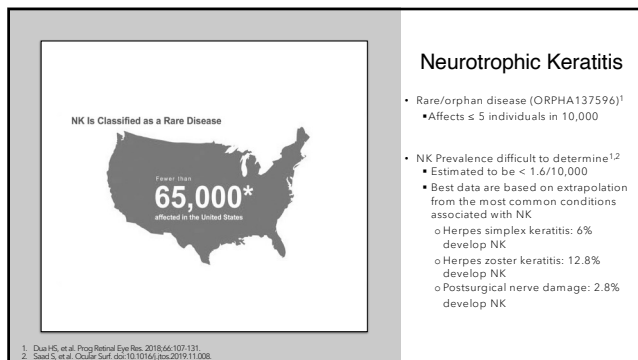 NK Is Classified as a Rare Disease
Fewer than
65,000*
affected in the United States
Neurotrophic Keratitis
• Rare/orphan disease (ORPHA137596)1
▪ Affects ≤ 5 individuals in 10,000
• NK Prevalence difficult to determine1,2
▪ Estimated to be < 1.6/10,000
▪ Best data are based on extrapolation
from the most common conditions
associated with NK
○ Herpes simplex keratitis: 6%
develop NK
○ Herpes zoster keratitis: 12.8%
develop NK
○ Postsurgical nerve damage: 2.8%
develop NK
1. Dua HS, et al. Prog Retinal Eye Res. 2018;66:107-131.
2. Saad S, et al. Ocular Surf. doi:10.1016/j.jtos.2019.11.008.